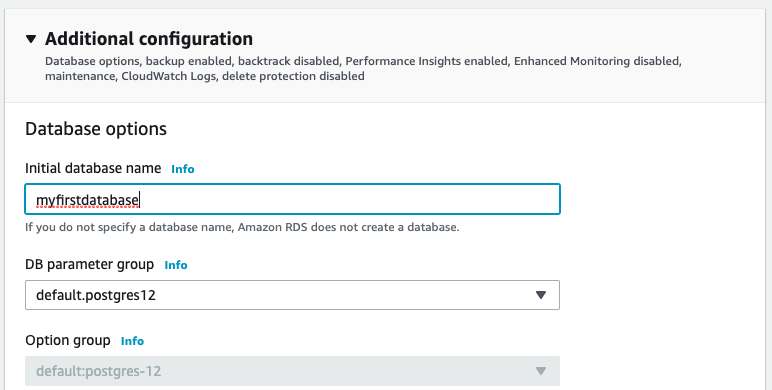 Additional configuration
Database options, backup enabled, backtrack disabled, Performance Insights enabled, Enhanced Monitoring disabled,
maintenance, CloudWatch Logs, delete protection disabled
Database options
Initial database name Info
myfirstdatabase
If you do not specify a database name, Amazon RDS does not create a database.
DB parameter group Info
default.postgres12
Option group Info
default:postgres-12